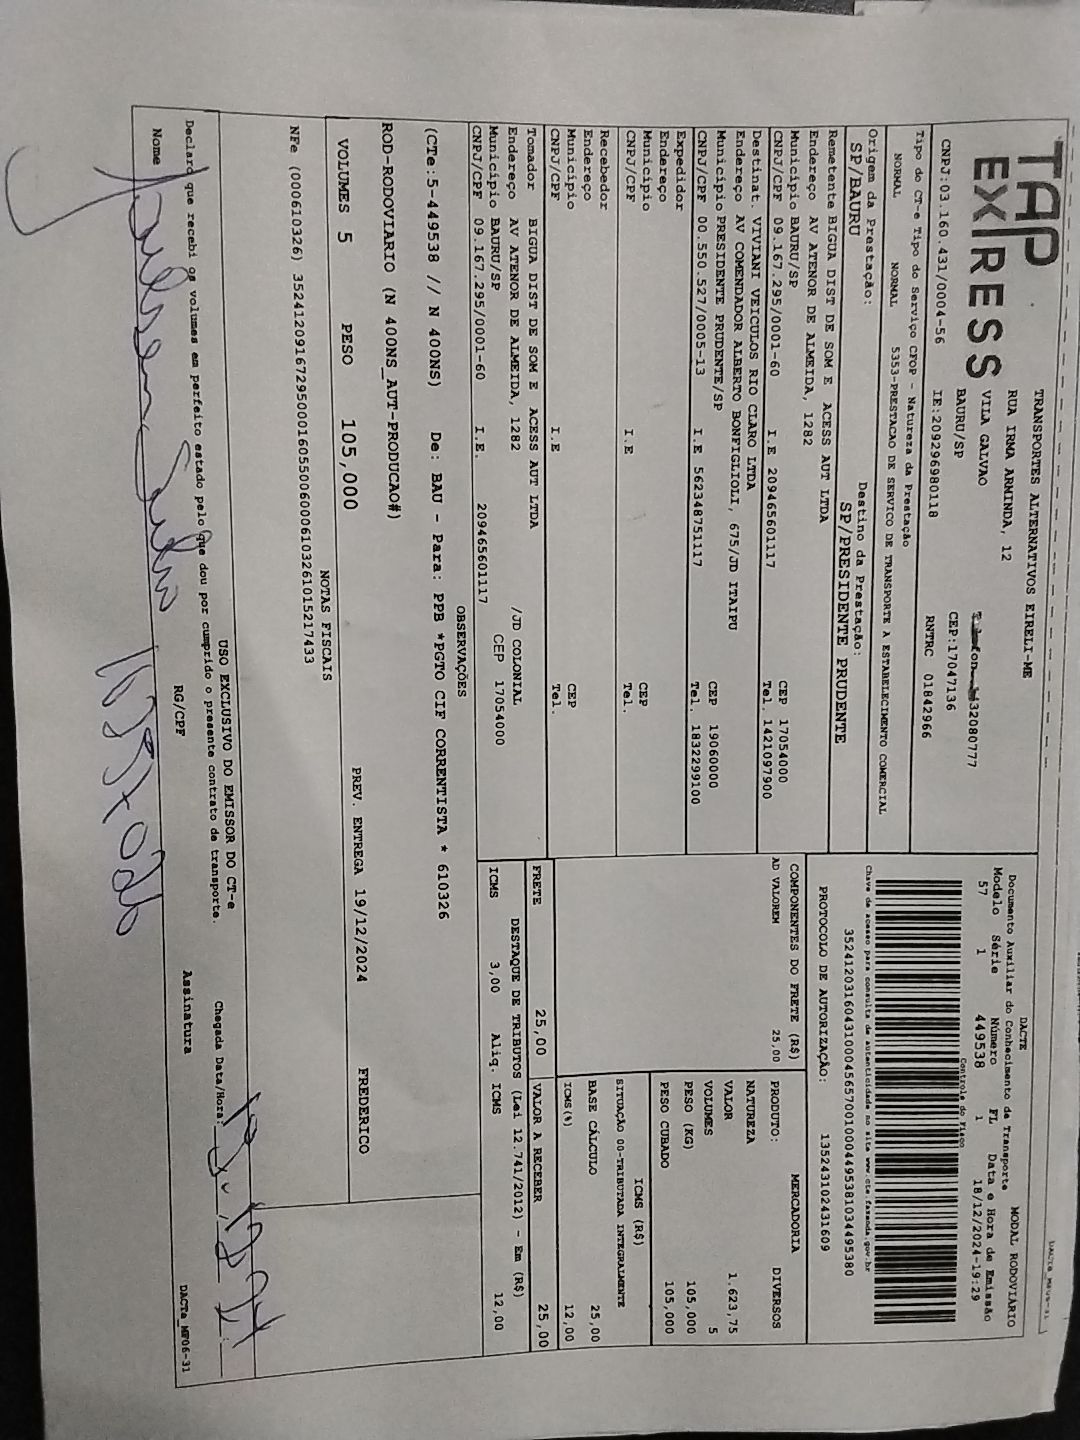 TAP EXPRESS
TRANSPORTES ALTERNATIVOS EIRELI-ME
RUA IRMA ARNINDA, 12
VILA GALVAO
BAURU/SP CEP:17047136
CNPJ:03.160.431/0004-56 IE:209296980118 RNTRC 01842966
Tipo do CT-e Tipo do Serviço CFOP - Natureza da Prestação
NORMAL NORMAL 5353-PRESTACAO DE SERVICO DE TRANSPORTE A ESTABELECIMENTO COMERCIAL
Origem da Prestação: Destino da Prestação:
SP/BAURU SP/PRESIDENTE PRUDENTE
Remetente BIGUA DIST DE SOM E ACESS AUT LTDA
Endereço AV ATENOR DE ALMEIDA, 1282
Município BAURU/SP CEP 17054000
CNPJ/CPF 09.167.295/0001-60 I.E 209465601117 Tel. 1421097900
Destinat. VIVIANI VEICULOS RIO CLARO LTDA
Endereço AV COMENDADOR ALBERTO BONFIGLIOLI, 675/JD ITAIPU
Município PRESIDENTE PRUDENTE/SP CEP 19060000
CNPJ/CPF 00.550.527/0005-13 I.E 562348751117 Tel. 1832299100
Expedidor
Endereço
Município CEP
CNPJ/CPF I.E Tel.
Recebedor
Endereço
Município CEP
CNPJ/CPF I.E Tel.
Tomador BIGUA DIST DE SOM E ACESS AUT LTDA
Endereço AV ATENOR DE ALMEIDA, 1282 /JD COLONIAL
Município BAURU/SP CEP 17054000
CNPJ/CPF 09.167.295/0001-60 I.E. 209465601117
DACTE MODAL RODOVIÁRIO
Documento Auxiliar do Conhecimento de Transporte
Modelo Série Número FL Data e Hora de Emissão
57 1 449538 1 18/12/2024-19:29
Controle do Fisco
Chave de acesso para consulta de autenticidade no site www.cte.fazenda.gov.br
35241203160431000456570010004495381034495380
PROTOCOLO DE AUTORIZAÇÃO: 135243102431609
COMPONENTES DO FRETE (R$)
AD VALOREM 25,00
MERCADORIA
PRODUTO: DIVERSOS
NATUREZA
VALOR 1.623,75
VOLUMES 5
PESO (KG) 105,000
PESO CUBADO 105,000
ICMS (R$)
SITUAÇÃO 00-TRIBUTADA INTEGRALMENTE
BASE CÁLCULO 25,00
ICMS(%) 12,00
FRETE 25,00 VALOR A RECEBER 25,00
DESTAQUE DE TRIBUTOS (Lei 12.741/2012) - Em (R$)
ICMS 3,00 Aliq. ICMS 12,00
OBSERVAÇÕES
(CTe:5-449538 // N 400NS) De: BAU - Para: PPB *PGTO CIF CORRENTISTA * 610326
ROD-RODOVIARIO (N 400NS_AUT-PRODUCAO#)
VOLUMES 5 PESO 105,000 PREV. ENTREGA 19/12/2024 FREDERICO
NOTAS FISCAIS
NFe (000610326) 35241209167295000160550060006103261015217433
USO EXCLUSIVO DO EMISSOR DO CT-e
Declaro que recebi os volumes em perfeito estado pelo que dou por cumprido o presente contrato de transporte. Chegada Data/Hora:
Nome RG/CPF Assinatura
DACTe_MP06-31